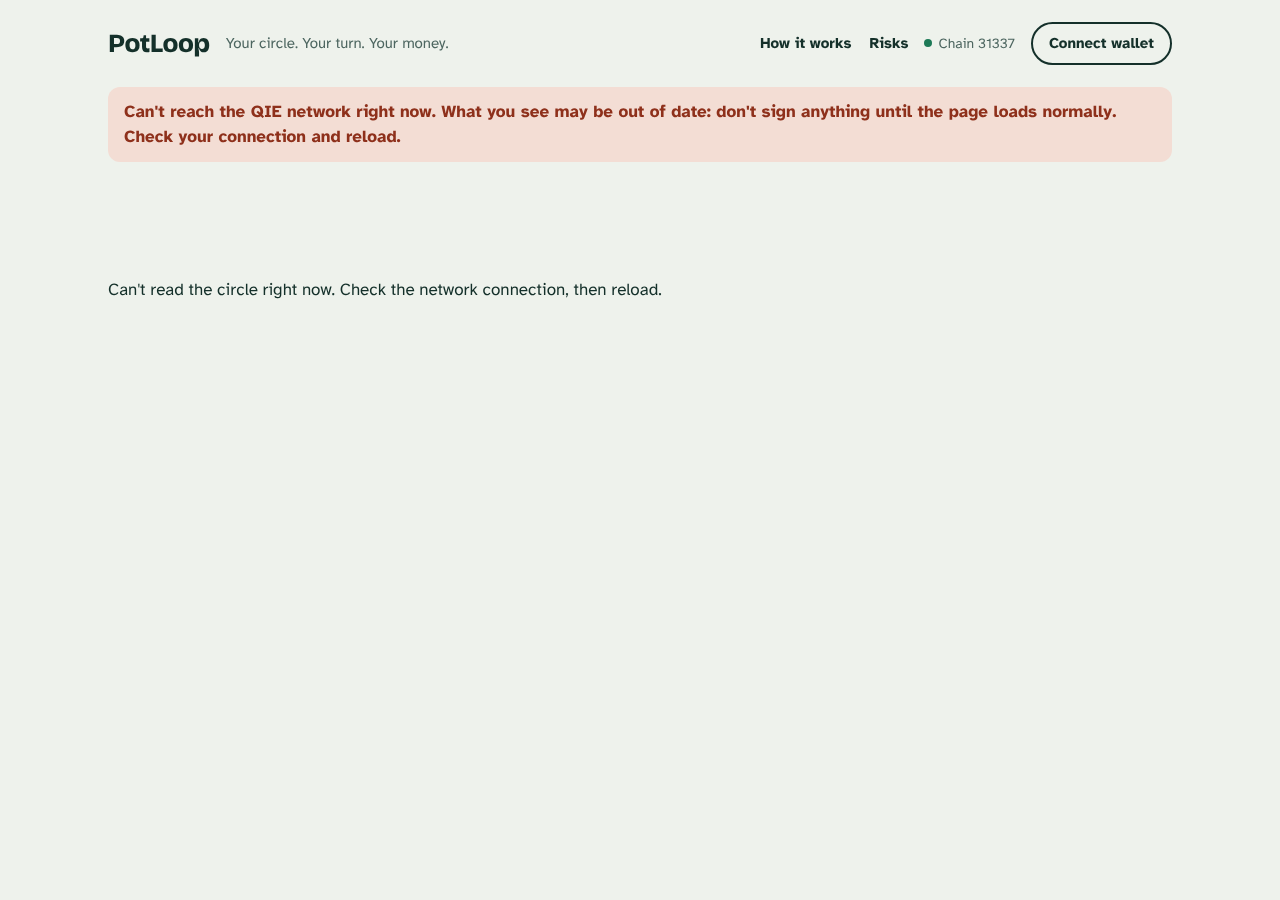 PotLoop
Your circle. Your turn. Your money.
How it works
Risks
Chain 31337
Connect wallet
Can't reach the QIE network right now. What you see may be out of date: don't sign anything until the page loads normally.
Check your connection and reload.
Can't read the circle right now. Check the network connection, then reload.